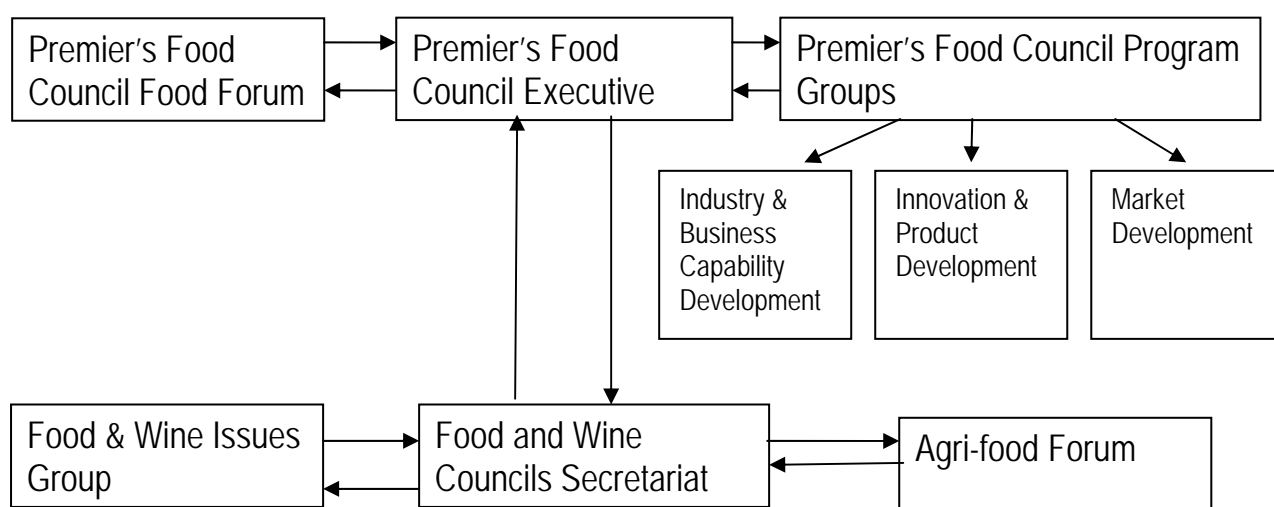 Premier's Food
Council Food Forum
Premier's Food
Council Executive
Premier's Food Council Program
Groups
Industry &
Business
Capability
Development
Innovation &
Product
Development
Market
Development
Food & Wine Issues
Group
Food and Wine
Councils Secretariat
Agri-food Forum